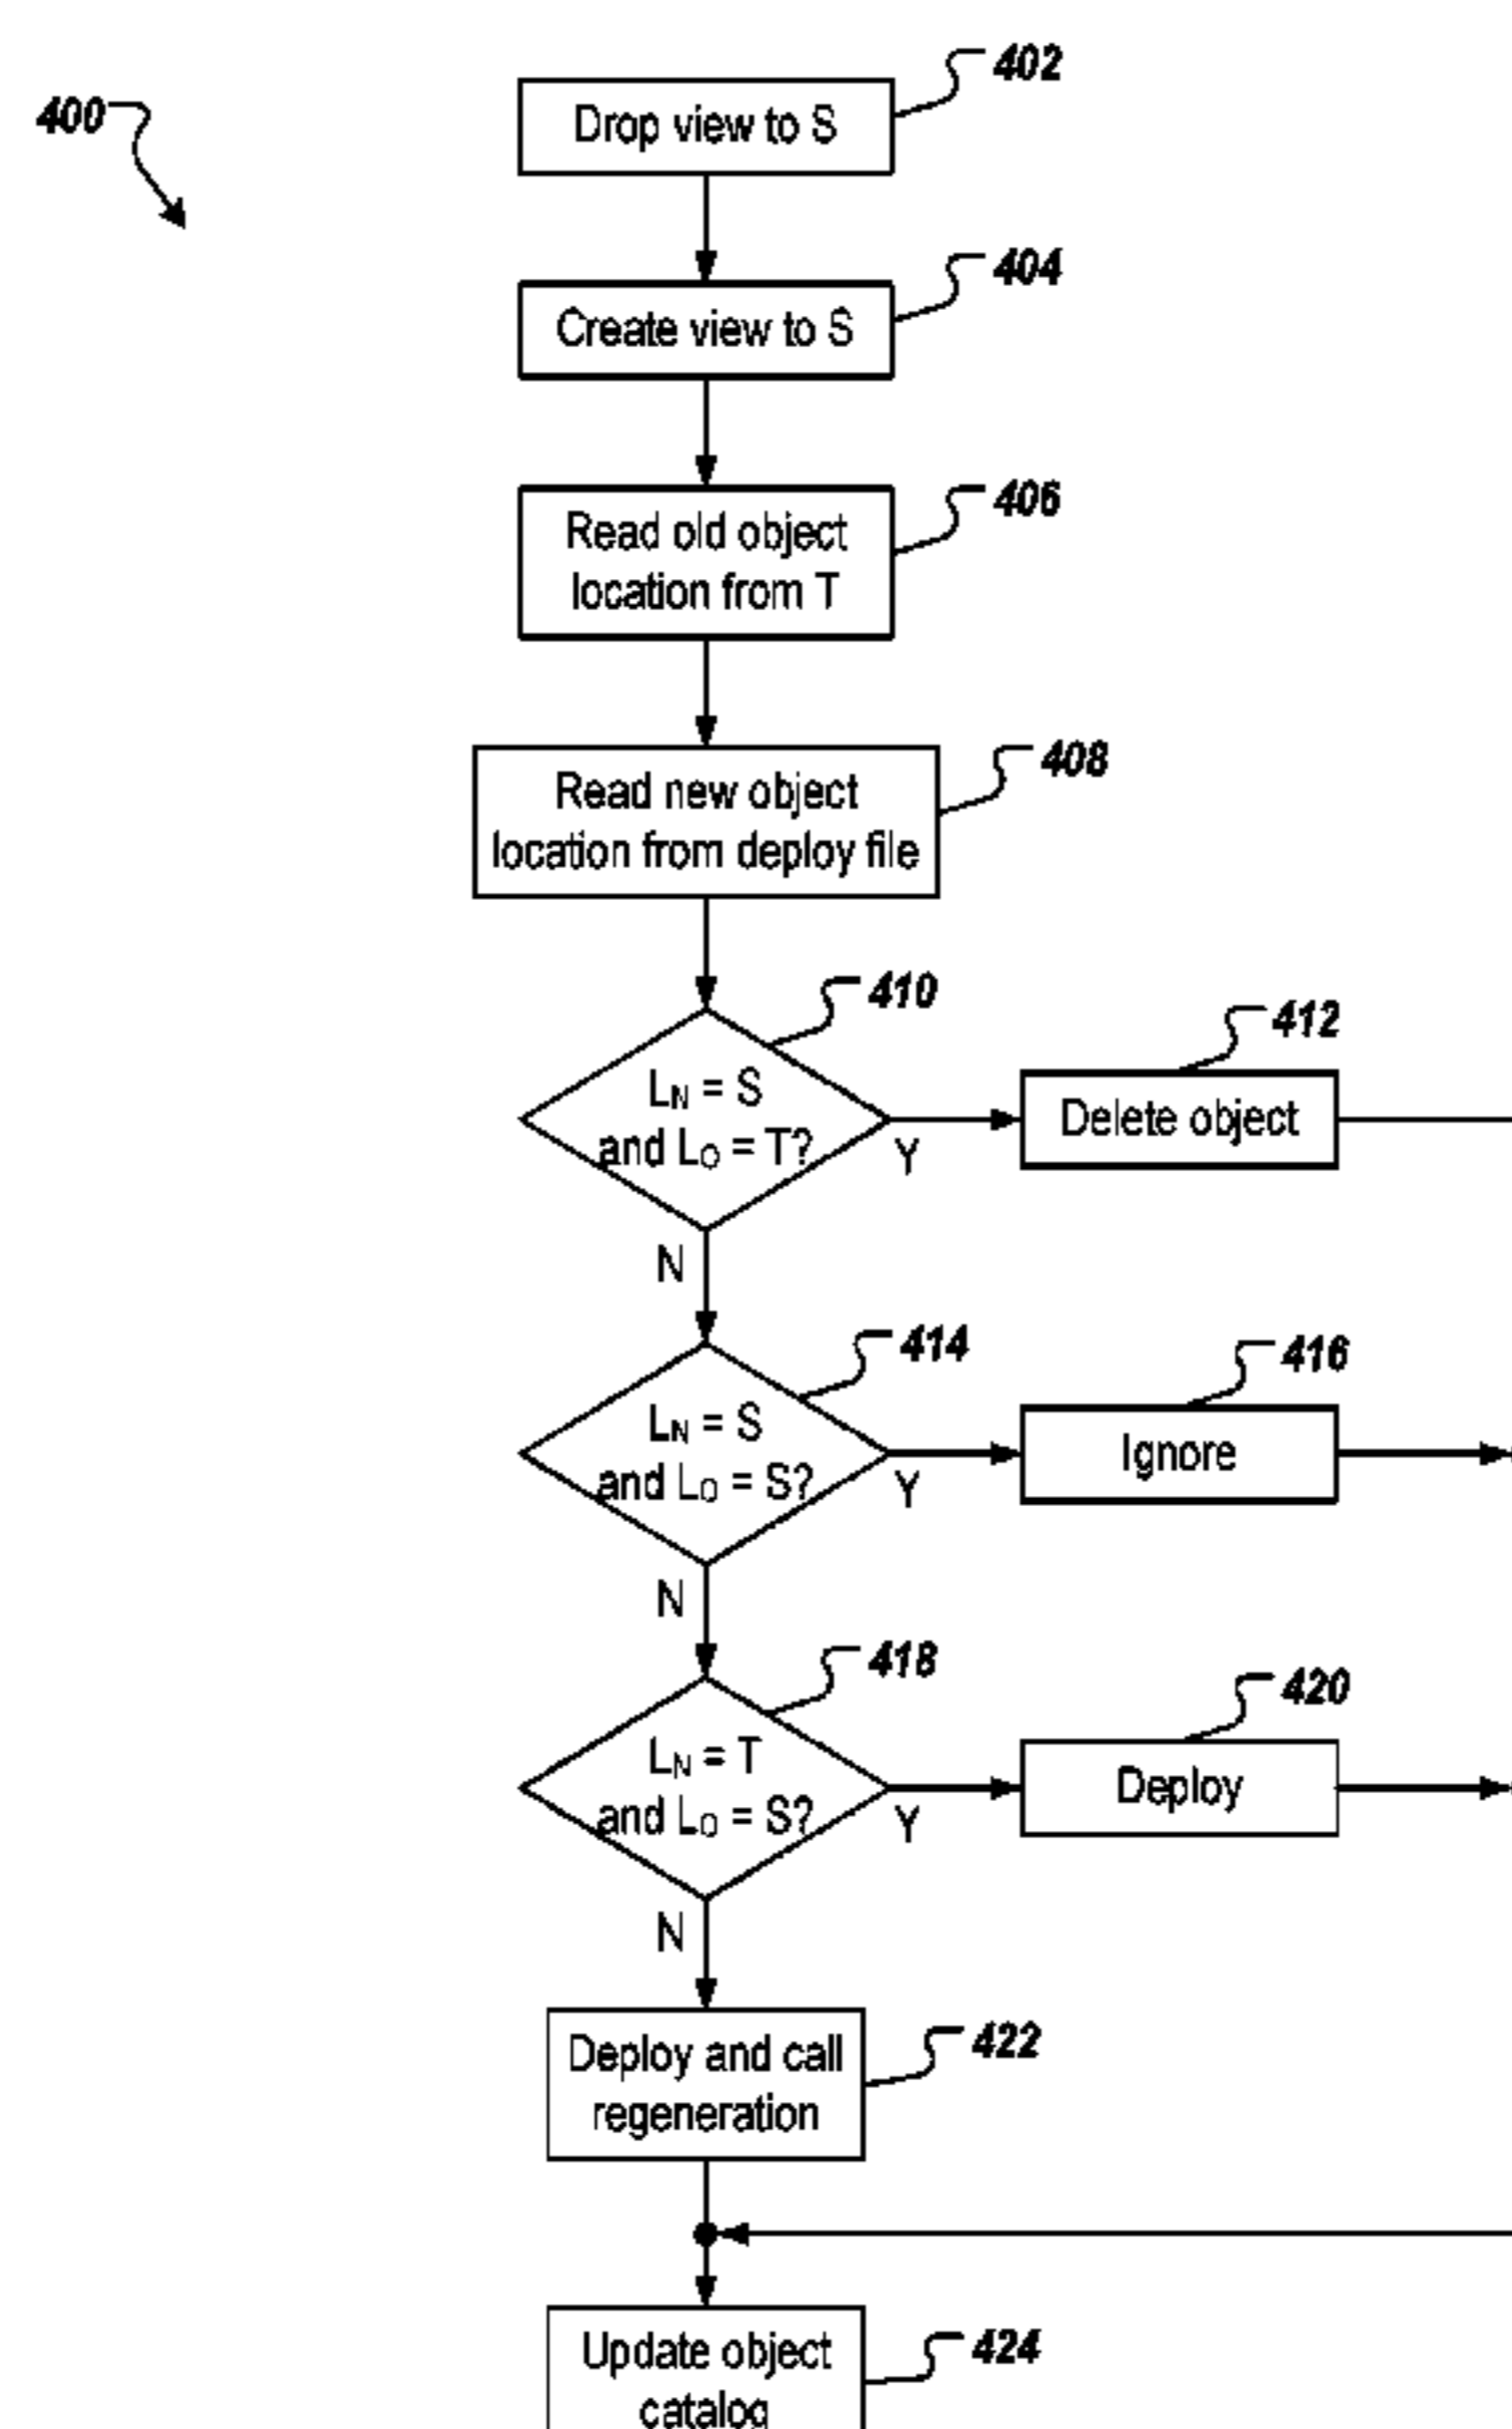 400
402
Drop view to S
404
Create view to S
406
Read old object
location from T
408
Read new object
location from deploy file
410
LN = S
and LO = T?
Y
412
Delete object
N
414
LN = S
and LO = S?
Y
416
Ignore
N
418
LN = T
and LO = S?
Y
420
Deploy
N
422
Deploy and call
regeneration
424
Update object
catalog